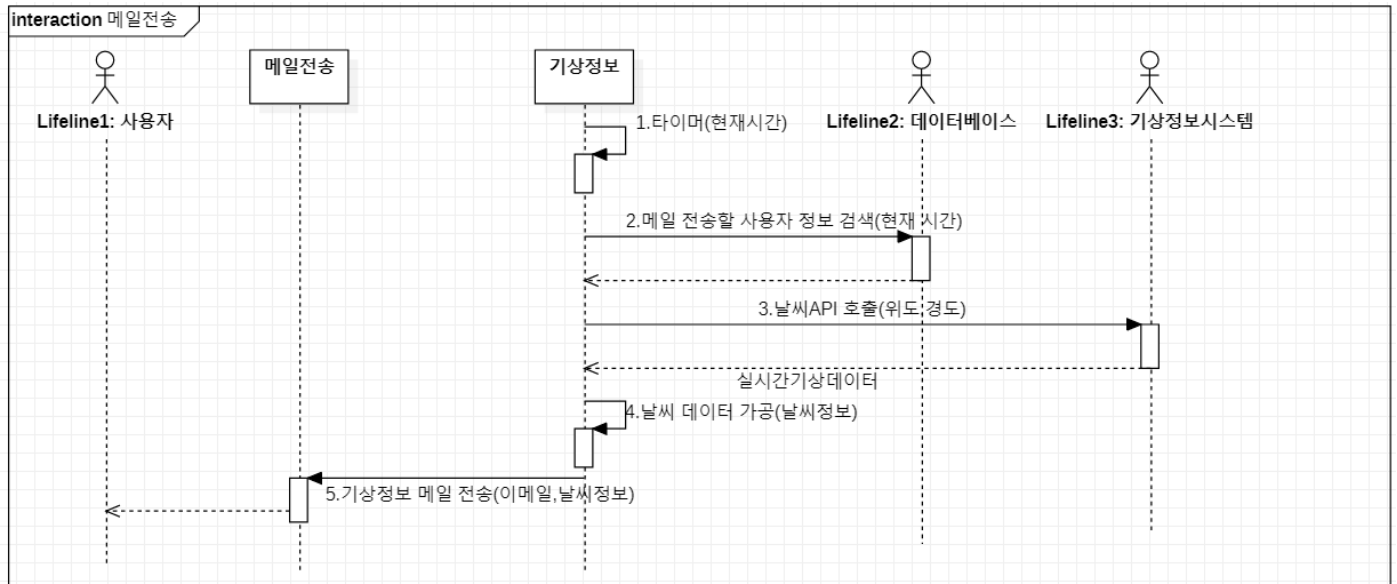 interaction 메일전송
메일전송
기상정보
Lifeline1: 사용자
1.타이머(현재시간)
Lifeline2: 데이터베이스
Lifeline3: 기상정보시스템
2.메일 전송할 사용자 정보 검색(현재 시간)
3.날씨API 호출(위도 경도)
실시간기상데이터
4.날씨 데이터 가공(날씨정보)
5.기상정보 메일 전송(이메일,날씨정보)